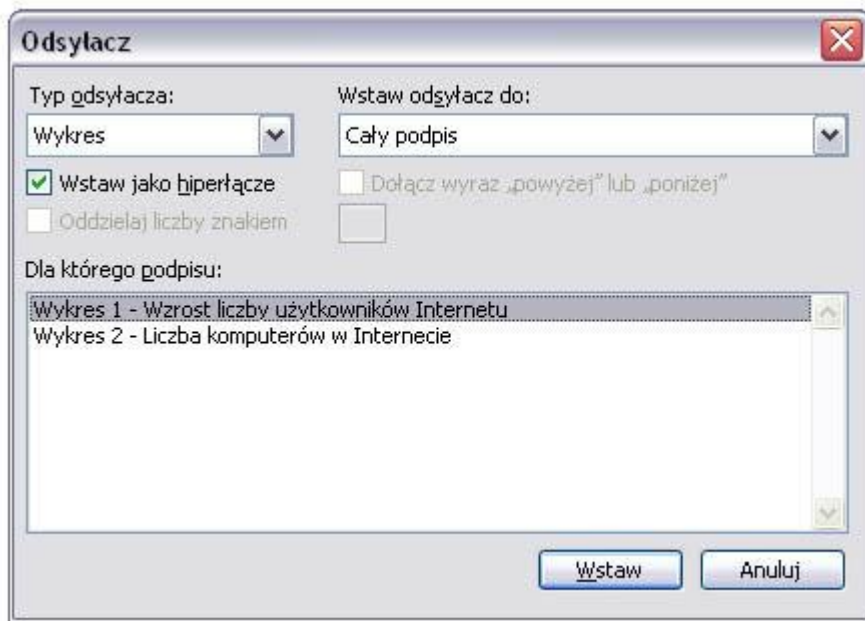 Odsyłacz
Typ odsyłacza: Wstaw odsyłacz do:
Wykres Cały podpis
Wstaw jako hiperłącze Dołącz wyraz „powyżej” lub „poniżej”
Oddzielaj liczby znakiem
Dla którego podpisu:
Wykres 1 - Wzrost liczby użytkowników Internetu
Wykres 2 - Liczba komputerów w Internecie
Wstaw Anuluj